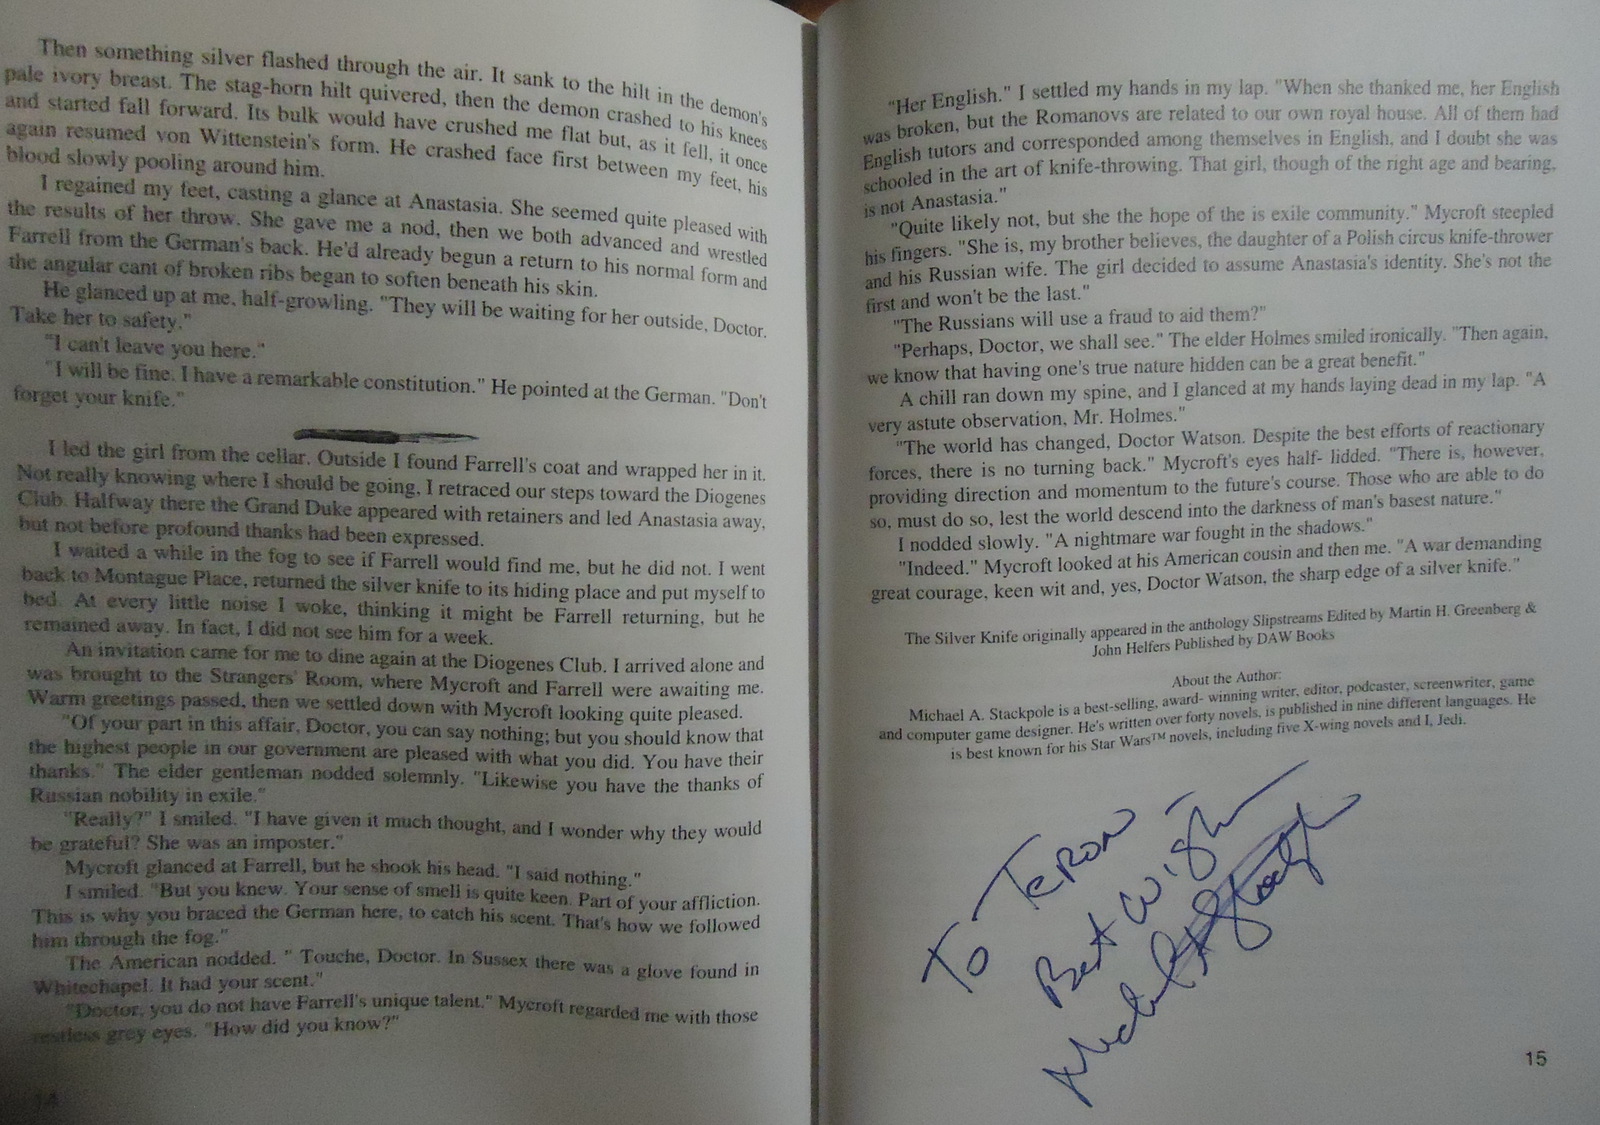 Then something silver flashed through the air. It sank to the hilt in the demon's
pale ivory breast. The stag-horn hilt quivered, then the demon crashed to his knees
and started fall forward. Its bulk would have crushed me flat but, as it fell, it once
again resumed von Wittenstein's form. He crashed face first between my feet, his
blood slowly pooling around him.
I regained my feet, casting a glance at Anastasia. She seemed quite pleased with
the results of her throw. She gave me a nod, then we both advanced and wrestled
Farrell from the German's back. He'd already begun a return to his normal form and
the angular cant of broken ribs began to soften beneath his skin.
He glanced up at me, half-growling. "They will be waiting for her outside, Doctor.
Take her to safety."
"I can't leave you here."
"I will be fine. I have a remarkable constitution." He pointed at the German. "Don't
forget your knife."
I led the girl from the cellar. Outside I found Farrell's coat and wrapped her in it.
Not really knowing where I should be going, I retraced our steps toward the Diogenes
Club. Halfway there the Grand Duke appeared with retainers and led Anastasia away,
but not before profound thanks had been expressed.
I waited a while in the fog to see if Farrell would find me, but he did not. I went
back to Montague Place, returned the silver knife to its hiding place and put myself to
bed. At every little noise I woke, thinking it might be Farrell returning, but he
remained away. In fact, I did not see him for a week.
An invitation came for me to dine again at the Diogenes Club. I arrived alone and
was brought to the Strangers' Room, where Mycroft and Farrell were awaiting me.
Warm greetings passed, then we settled down with Mycroft looking quite pleased.
"Of your part in this affair, Doctor, you can say nothing; but you should know that
the highest people in our government are pleased with what you did. You have their
thanks." The elder gentleman nodded solemnly. "Likewise you have the thanks of
Russian nobility in exile."
"Really?" I smiled. "I have given it much thought, and I wonder why they would
be grateful? She was an imposter."
Mycroft glanced at Farrell, but he shook his head. "I said nothing."
I smiled. "But you knew. Your sense of smell is quite keen. Part of your affliction.
This is why you braced the German here, to catch his scent. That's how we followed
him through the fog."
The American nodded. " Touche, Doctor. In Sussex there was a glove found in
Whitechapel. It had your scent."
"Doctor, you do not have Farrell's unique talent." Mycroft regarded me with those
restless grey eyes. "How did you know?"
14
"Her English." I settled my hands in my lap. "When she thanked me, her English
was broken, but the Romanovs are related to our own royal house. All of them had
English tutors and corresponded among themselves in English, and I doubt she was
schooled in the art of knife-throwing. That girl, though of the right age and bearing,
is not Anastasia."
"Quite likely not, but she the hope of the is exile community." Mycroft steepled
his fingers. "She is, my brother believes, the daughter of a Polish circus knife-thrower
and his Russian wife. The girl decided to assume Anastasia's identity. She's not the
first and won't be the last."
"The Russians will use a fraud to aid them?"
"Perhaps, Doctor, we shall see." The elder Holmes smiled ironically. "Then again,
we know that having one's true nature hidden can be a great benefit."
A chill ran down my spine, and I glanced at my hands laying dead in my lap. "A
very astute observation, Mr. Holmes."
"The world has changed, Doctor Watson. Despite the best efforts of reactionary
forces, there is no turning back." Mycroft's eyes half- lidded. "There is, however,
providing direction and momentum to the future's course. Those who are able to do
so, must do so, lest the world descend into the darkness of man's basest nature."
I nodded slowly. "A nightmare war fought in the shadows."
"Indeed." Mycroft looked at his American cousin and then me. "A war demanding
great courage, keen wit and, yes, Doctor Watson, the sharp edge of a silver knife."
The Silver Knife originally appeared in the anthology Slipstreams Edited by Martin H. Greenberg &
John Helfers Published by DAW Books
About the Author:
Michael A. Stackpole is a best-selling, award- winning writer, editor, podcaster, screenwriter, game
and computer game designer. He's written over forty novels, is published in nine different languages. He
is best known for his Star Wars™ novels, including five X-wing novels and I, Jedi.
To Teron
Best Wishes
Michael A Stackpole
15